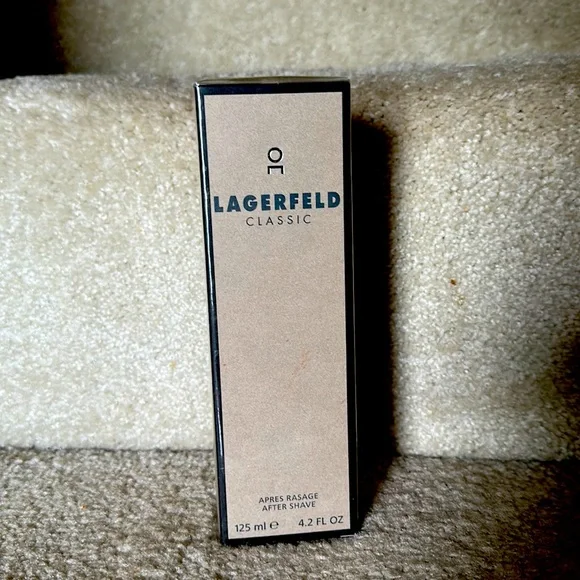 LAGERFELD
CLASSIC
APRES RASAGE
AFTER SHAVE
125 ml ℮ 4.2 FL OZ